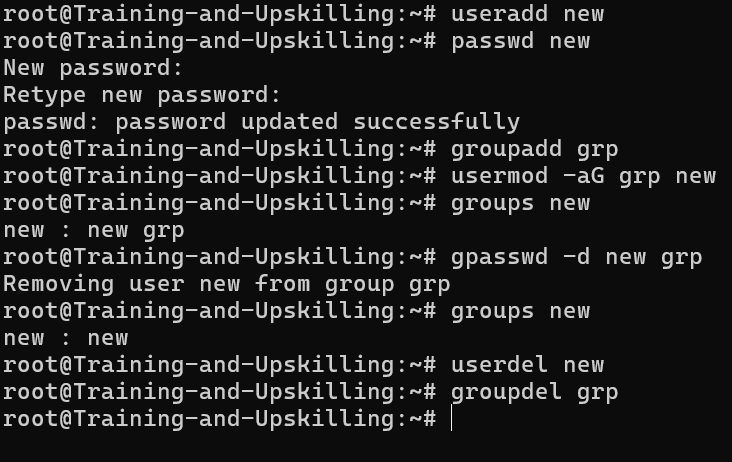 root@Training-and-Upskilling:~# useradd new
root@Training-and-Upskilling:~# passwd new
New password:
Retype new password:
passwd: password updated successfully
root@Training-and-Upskilling:~# groupadd grp
root@Training-and-Upskilling:~# usermod -aG grp new
root@Training-and-Upskilling:~# groups new
new : new grp
root@Training-and-Upskilling:~# gpasswd -d new grp
Removing user new from group grp
root@Training-and-Upskilling:~# groups new
new : new
root@Training-and-Upskilling:~# userdel new
root@Training-and-Upskilling:~# groupdel grp
root@Training-and-Upskilling:~#